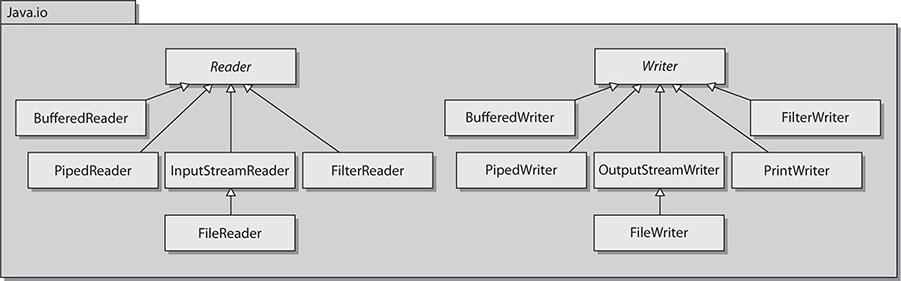 Java.io
Reader
Writer
BufferedReader
BufferedWriter
FilterWriter
PipedReader
InputStreamReader
FilterReader
PipedWriter
OutputStreamWriter
PrintWriter
FileReader
FileWriter